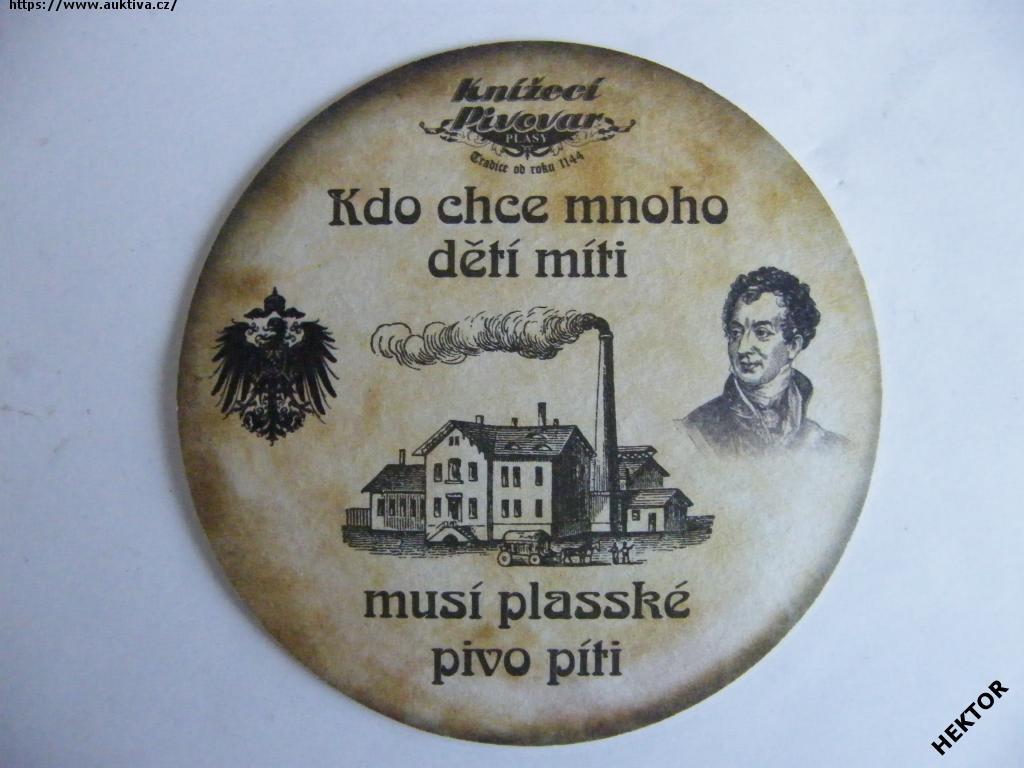 https://www.auktiva.cz/
Knížecí
Pivovar
PLASY
Tradice od roku 1144
Kdo chce mnoho
dětí míti
musí plasské
pivo píti
HEKTOR